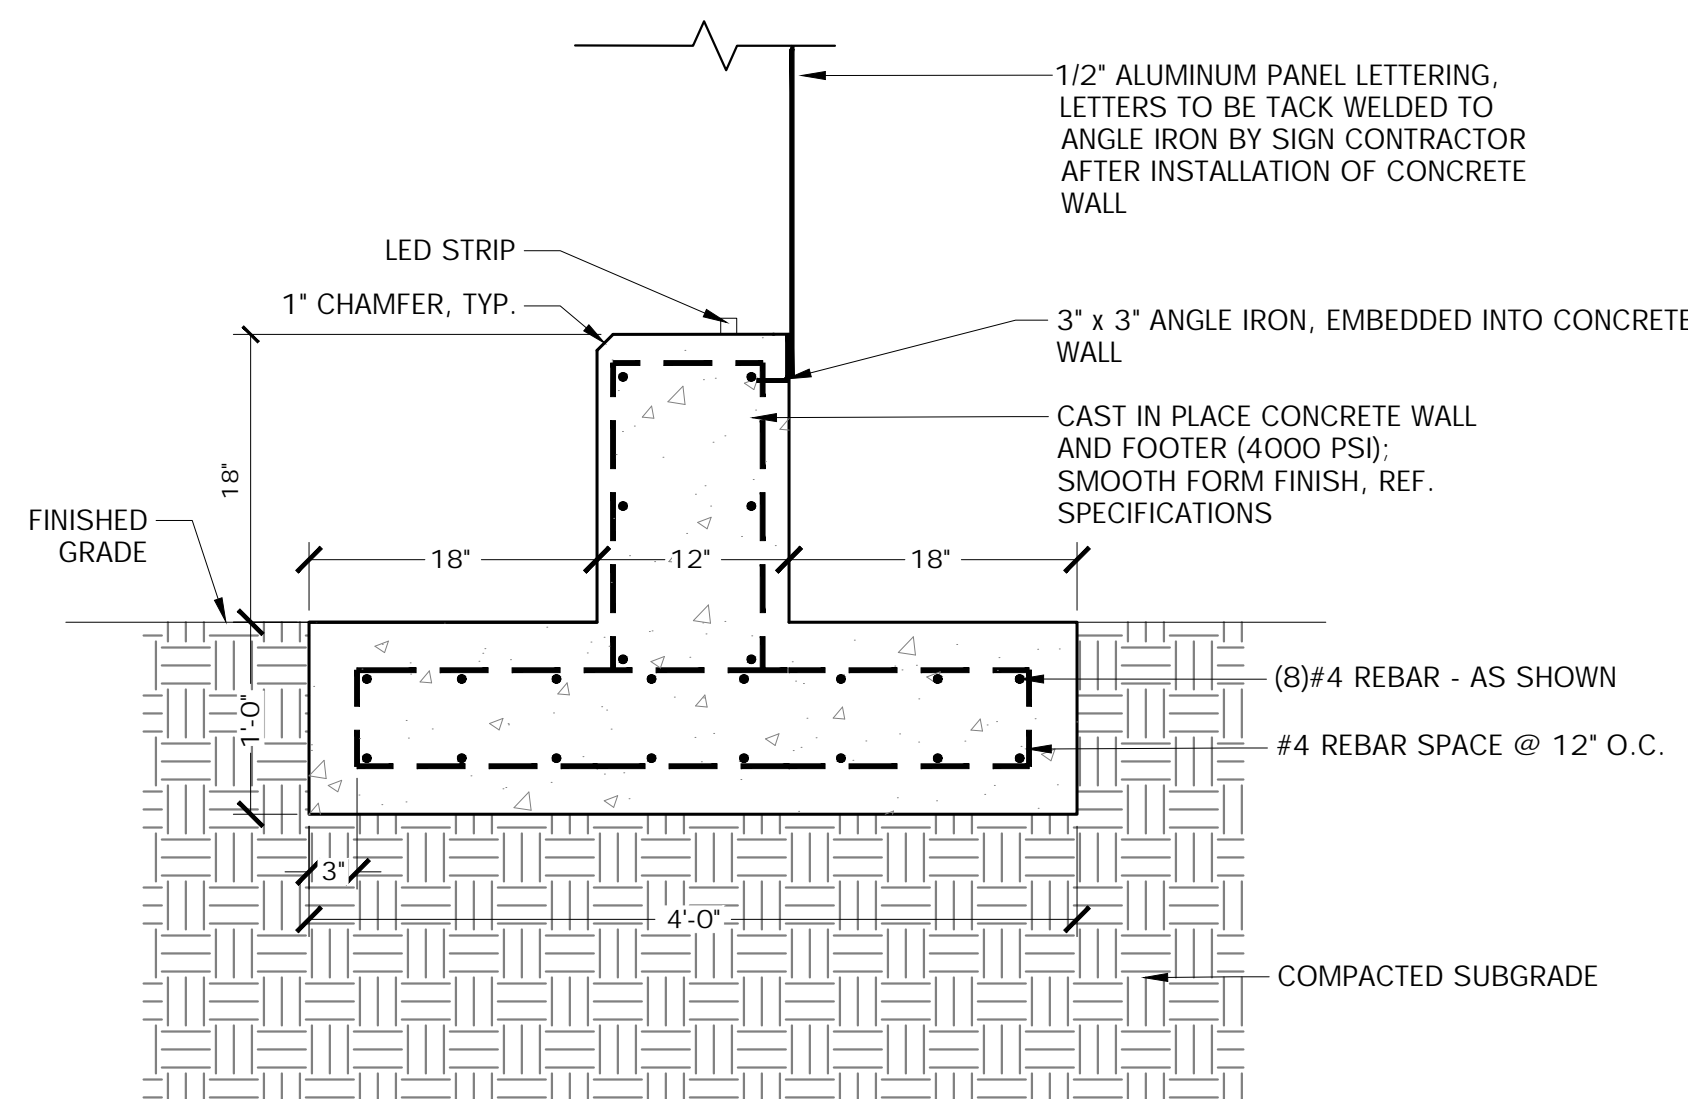 1/2" ALUMINUM PANEL LETTERING,
LETTERS TO BE TACK WELDED TO
ANGLE IRON BY SIGN CONTRACTOR
AFTER INSTALLATION OF CONCRETE
WALL
LED STRIP
1" CHAMFER, TYP.
3" x 3" ANGLE IRON, EMBEDDED INTO CONCRETE
WALL
CAST IN PLACE CONCRETE WALL
AND FOOTER (4000 PSI);
SMOOTH FORM FINISH, REF.
SPECIFICATIONS
18"
FINISHED
GRADE
18"
12"
18"
(8)#4 REBAR - AS SHOWN
1'-0"
#4 REBAR SPACE @ 12" O.C.
3"
4'-0"
COMPACTED SUBGRADE